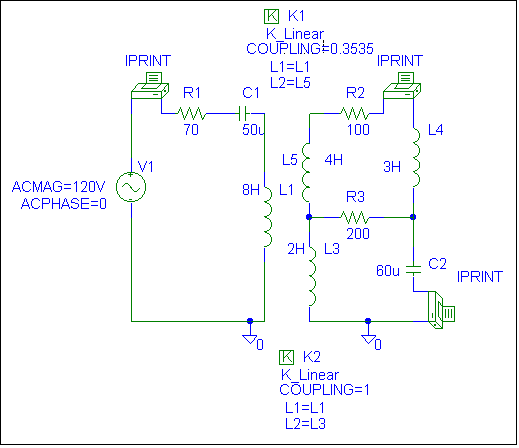 K K1
K_Linear
COUPLING=0.3535
L1=L1
L2=L5
IPRINT
IPRINT
R1
C1
R2
70
50u
100
L4
V1
L5
4H
3H
ACMAG=120V
ACPHASE=0
8H
L1
R3
200
2H
L3
C2
60u
IPRINT
0
0
K K2
K_Linear
COUPLING=1
L1=L1
L2=L3